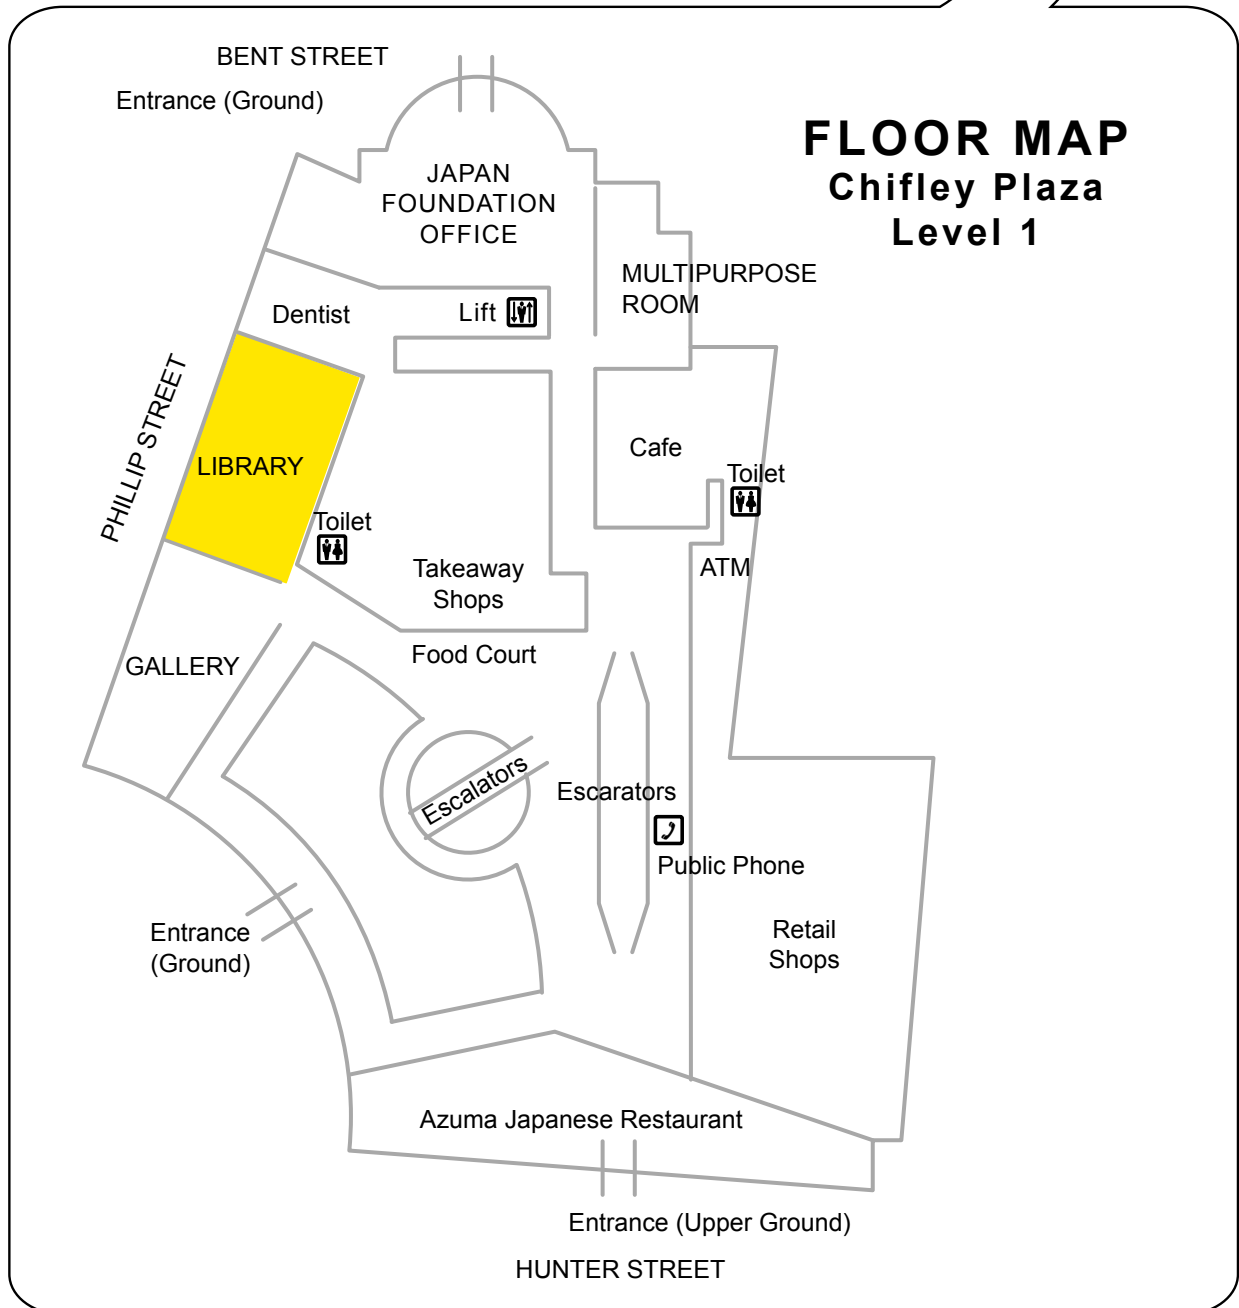 BENT STREET
Entrance (Ground)
FLOOR MAP
Chifley Plaza
Level 1
JAPAN
FOUNDATION
OFFICE
MULTIPURPOSE
ROOM
Dentist
Lift
PHILLIP STREET
LIBRARY
Cafe
Toilet
Toilet
Takeaway
Shops
ATM
Food Court
GALLERY
Escalators
Escarators
Public Phone
Entrance
(Ground)
Retail
Shops
Azuma Japanese Restaurant
Entrance (Upper Ground)
HUNTER STREET